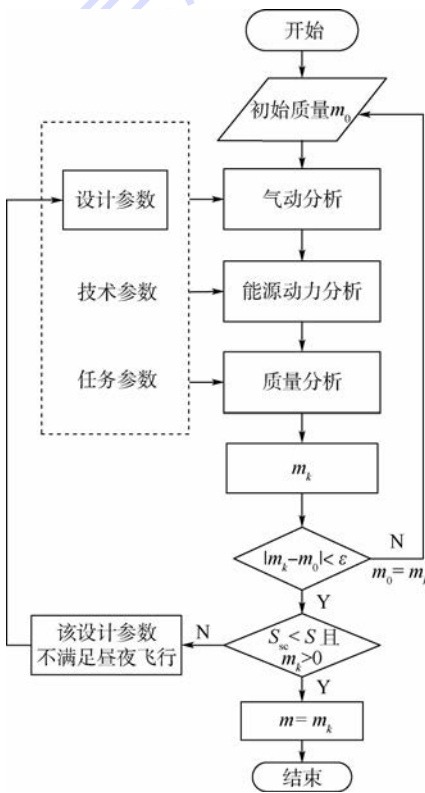 开始
初始质量m₀
设计参数
气动分析
技术参数
能源动力分析
任务参数
质量分析
mₖ
|mₖ−m₀|< ε
N
m₀= mₖ
Y
S_sc < S 且
mₖ>0
N
该设计参数
不满足昼夜飞行
Y
m= mₖ
结束